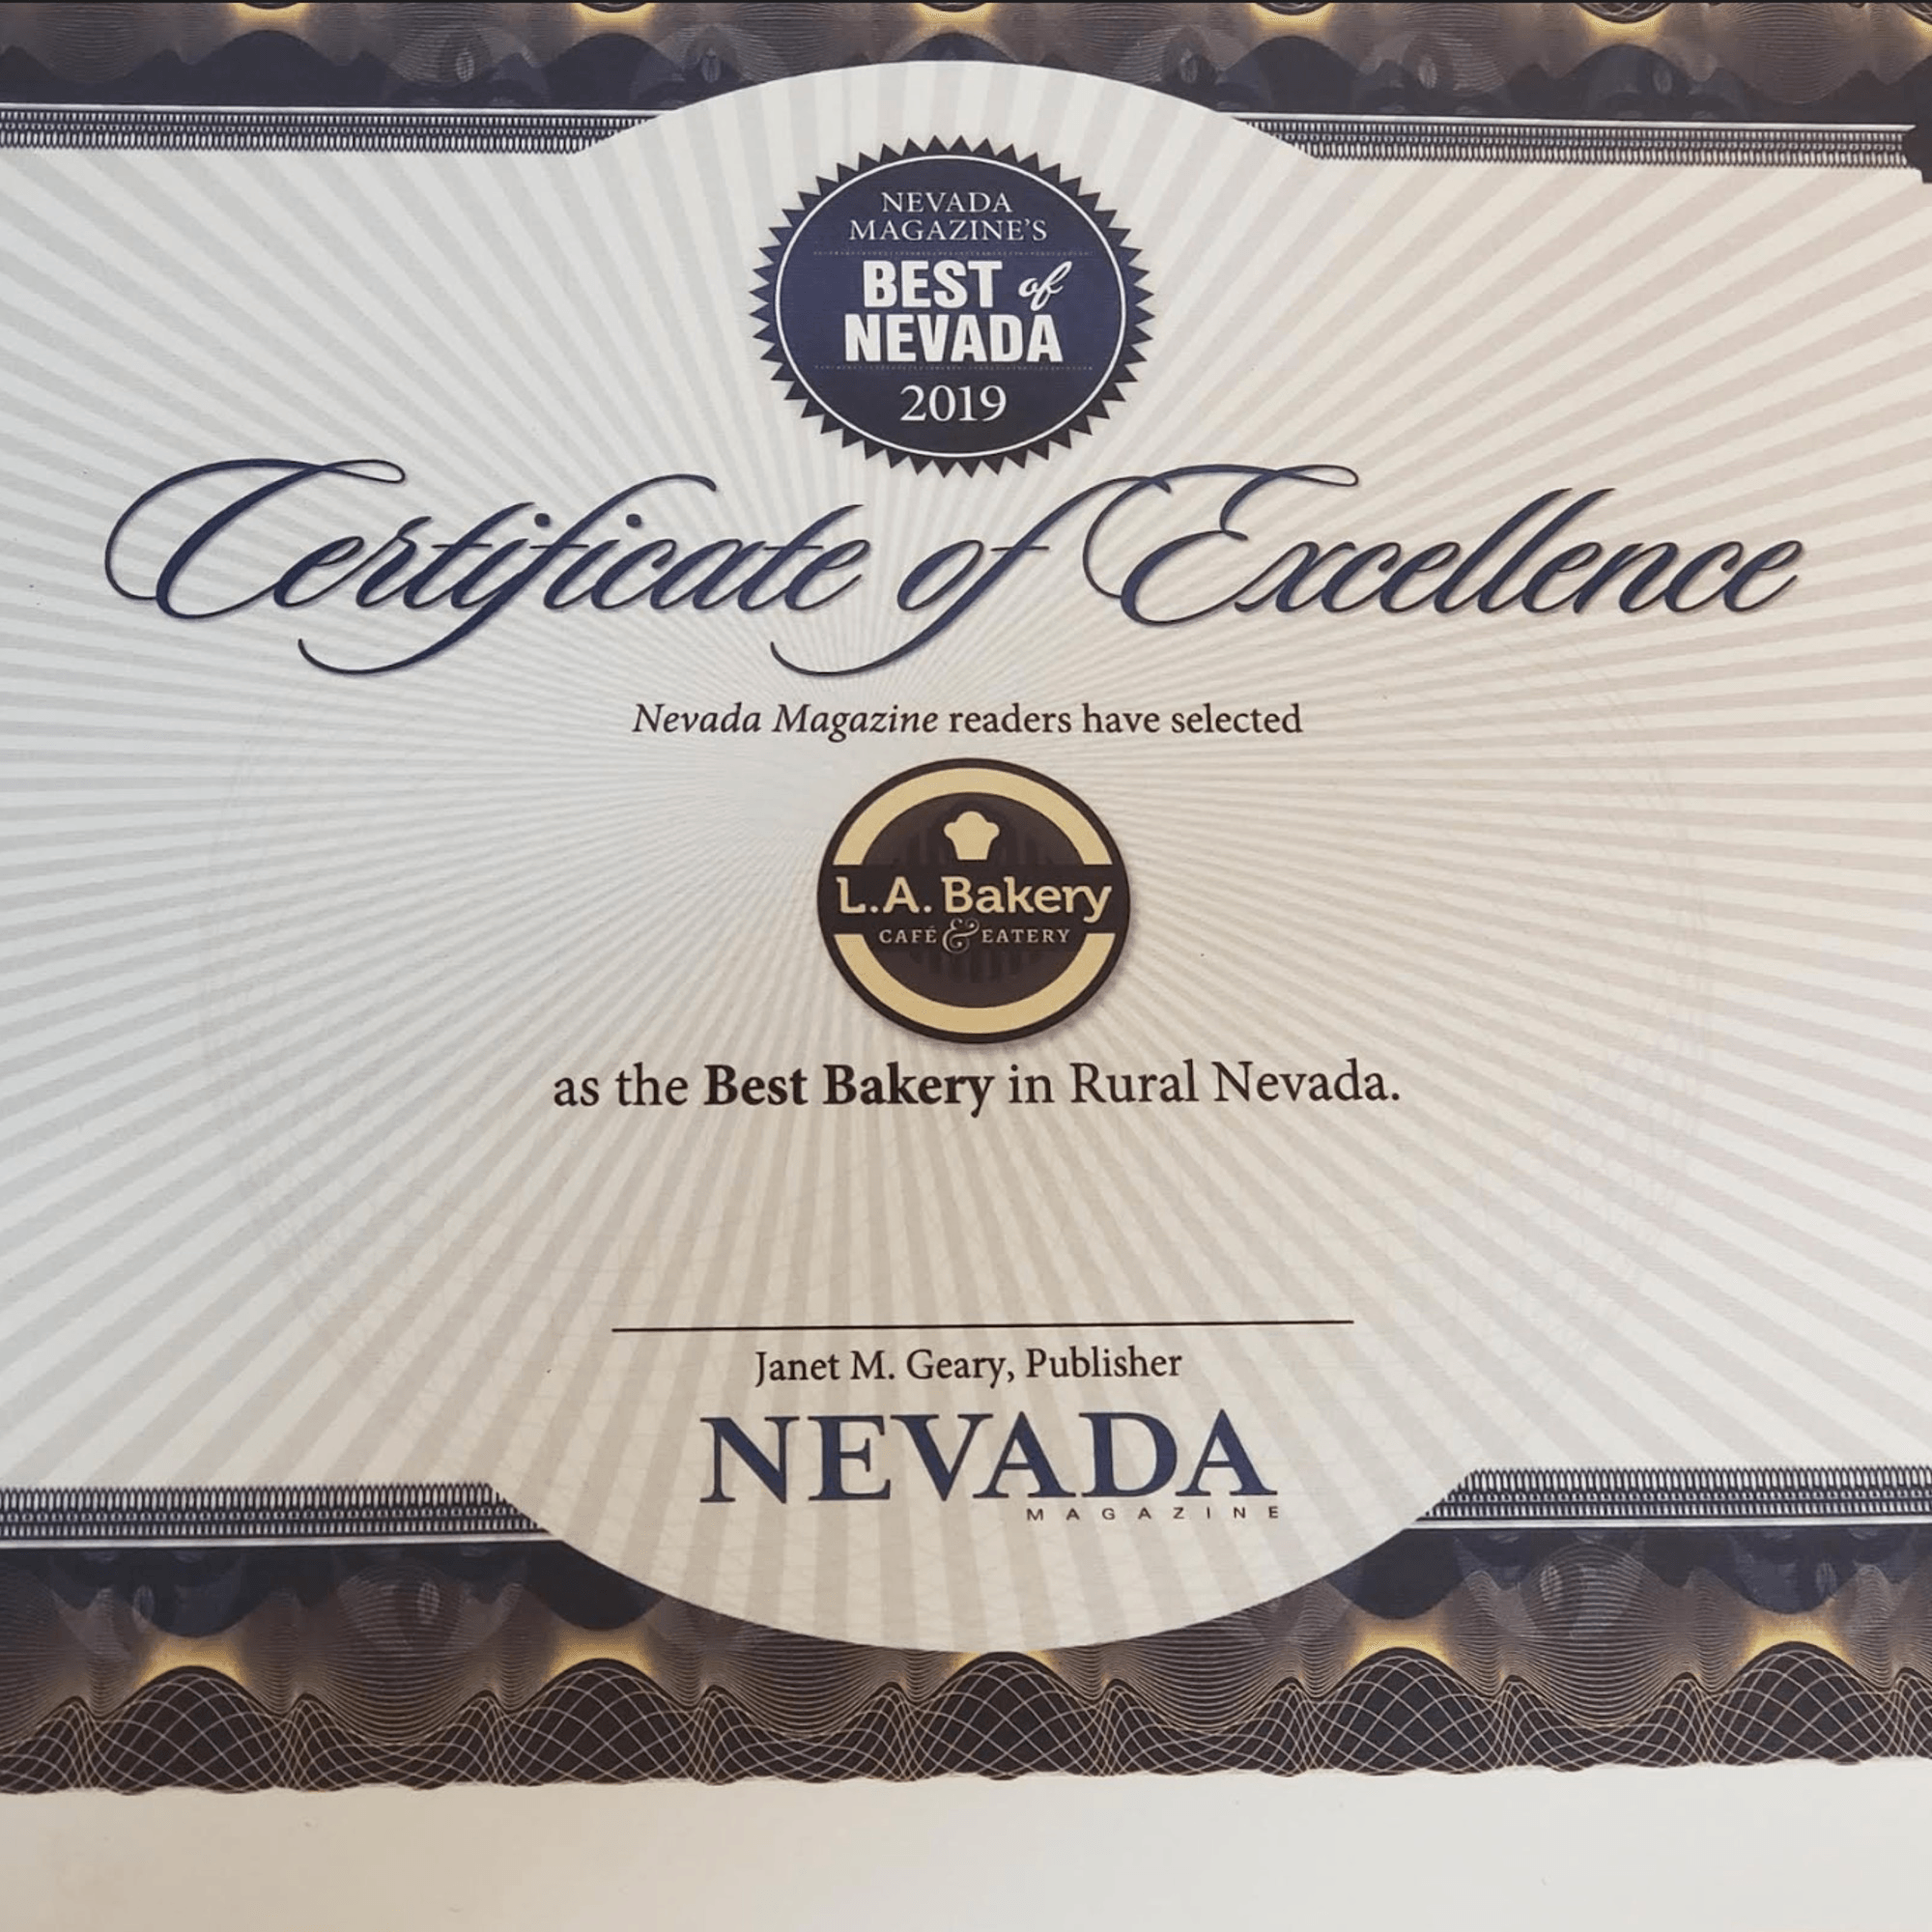 NEVADA
MAGAZINE'S
BEST of
NEVADA
2019
Certificate of Excellence
Nevada Magazine readers have selected
L.A. Bakery
CAFÉ & EATERY
as the Best Bakery in Rural Nevada.
Janet M. Geary, Publisher
NEVADA
MAGAZINE